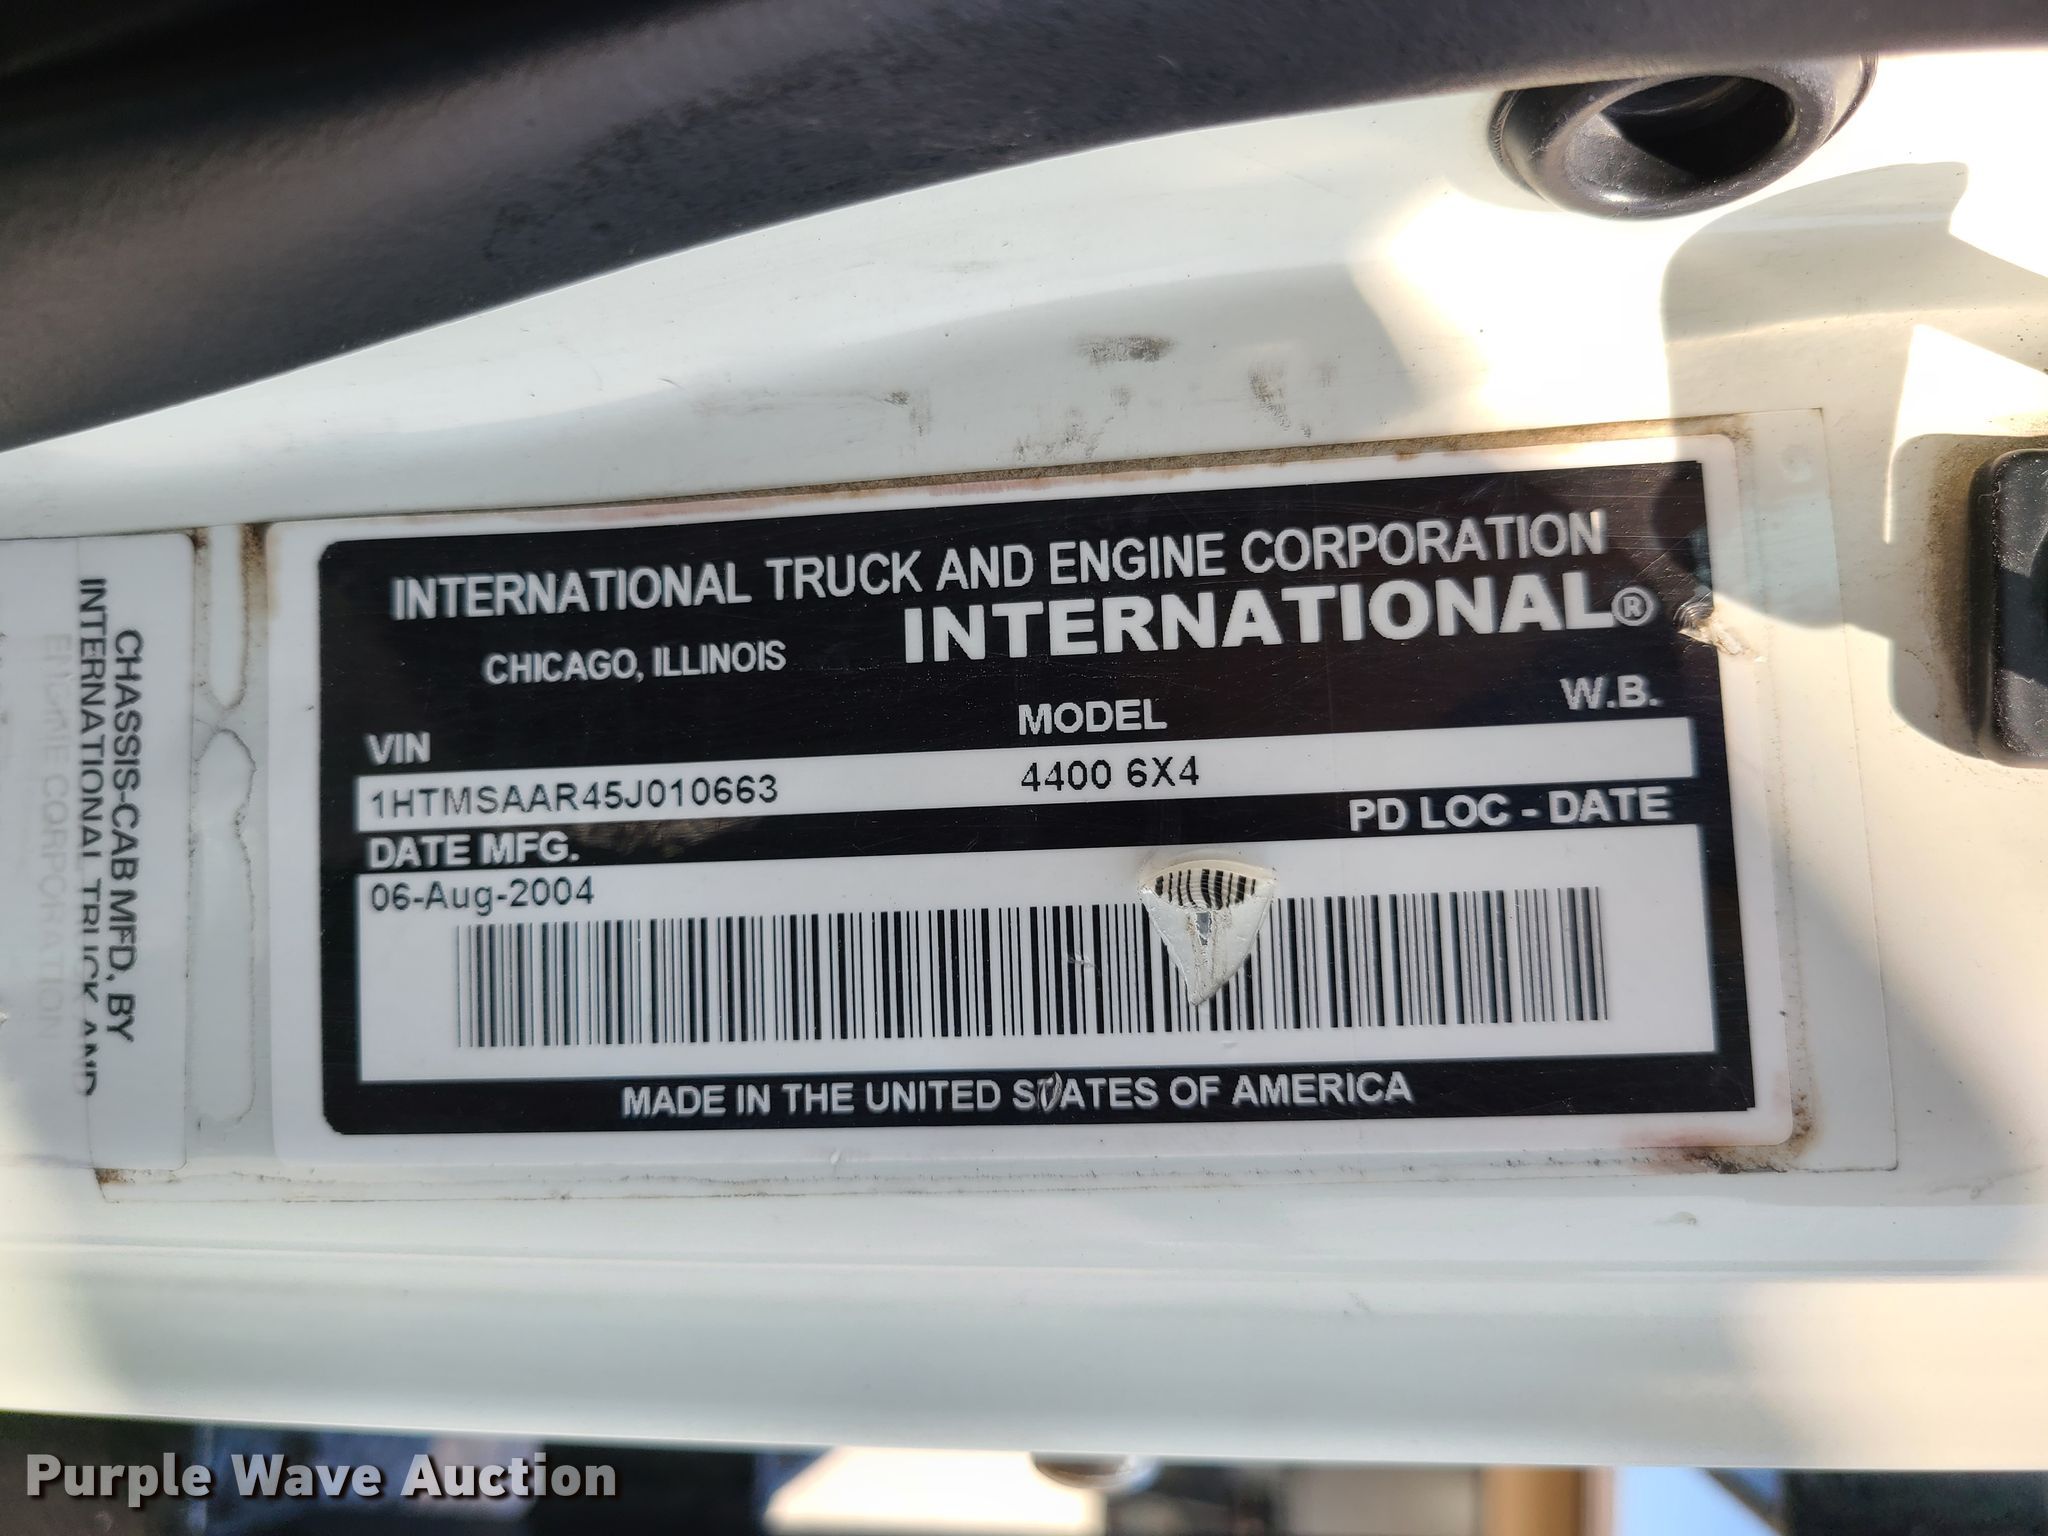 INTERNATIONAL TRUCK AND ENGINE CORPORATION
CHICAGO, ILLINOIS
INTERNATIONAL®
VIN
MODEL
W.B.
1HTMSAAR45J010663
4400 6X4
DATE MFG.
PD LOC - DATE
06-Aug-2004
MADE IN THE UNITED STATES OF AMERICA
CHASSIS-CAB MFD, BY
INTERNATIONAL TRUCK AND
ENGINE CORPORATION
Purple Wave Auction